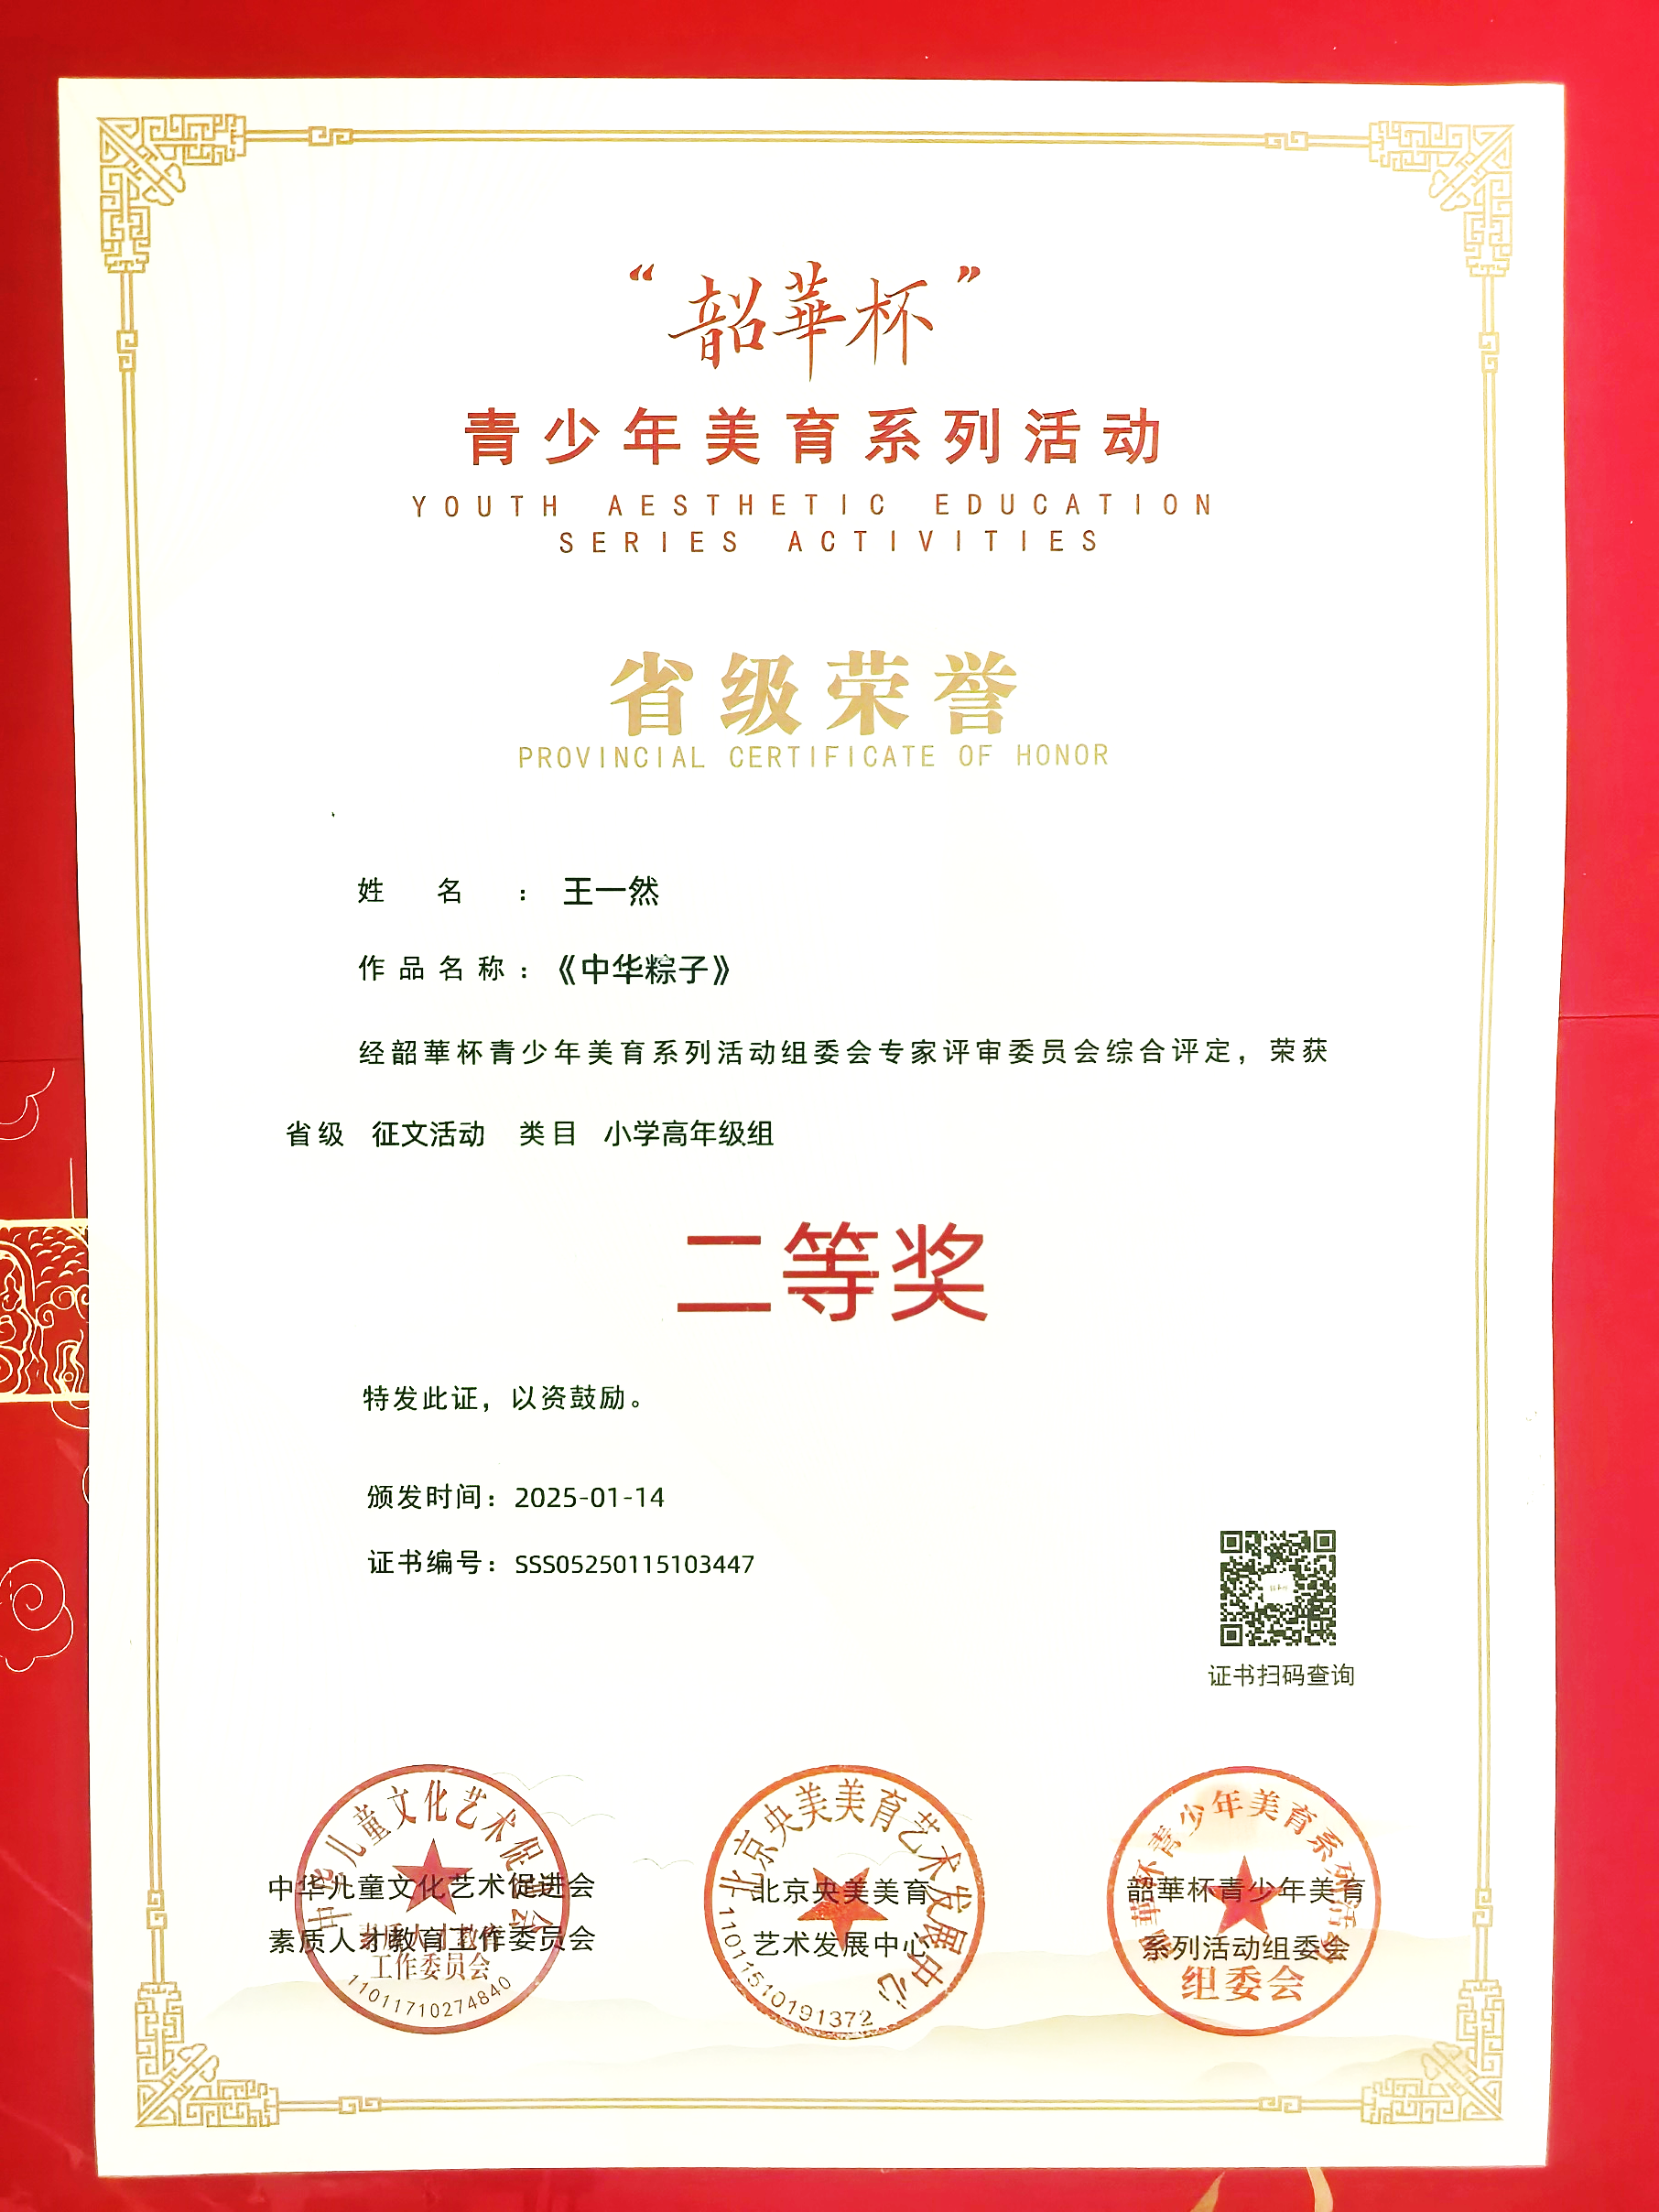 “韶華杯”
青少年美育系列活动
YOUTH AESTHETIC EDUCATION
SERIES ACTIVITIES
省级荣誉
PROVINCIAL CERTIFICATE OF HONOR
姓名：王一然
作品名称：《中华粽子》
经韶華杯青少年美育系列活动组委会专家评审委员会综合评定，荣获
省级 征文活动 类目 小学高年级组
二等奖
特发此证，以资鼓励。
颁发时间：2025-01-14
证书编号：SSS05250115103447
证书扫码查询
中华儿童文化艺术促进会
素质人才教育工作委员会
中华儿童文化艺术促进会
素质人才教育
工作委员会
11011710274840
北京央美美育
艺术发展中心
北京央美美育艺术发展中心
11011510191372
韶華杯青少年美育
系列活动组委会
韶華杯青少年美育系列活动
组委会